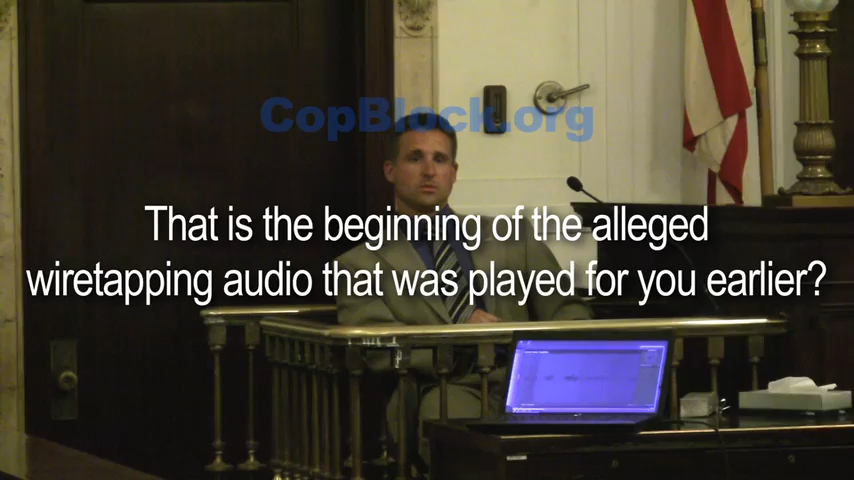 CopBlock.org
That is the beginning of the alleged
wiretapping audio that was played for you earlier?